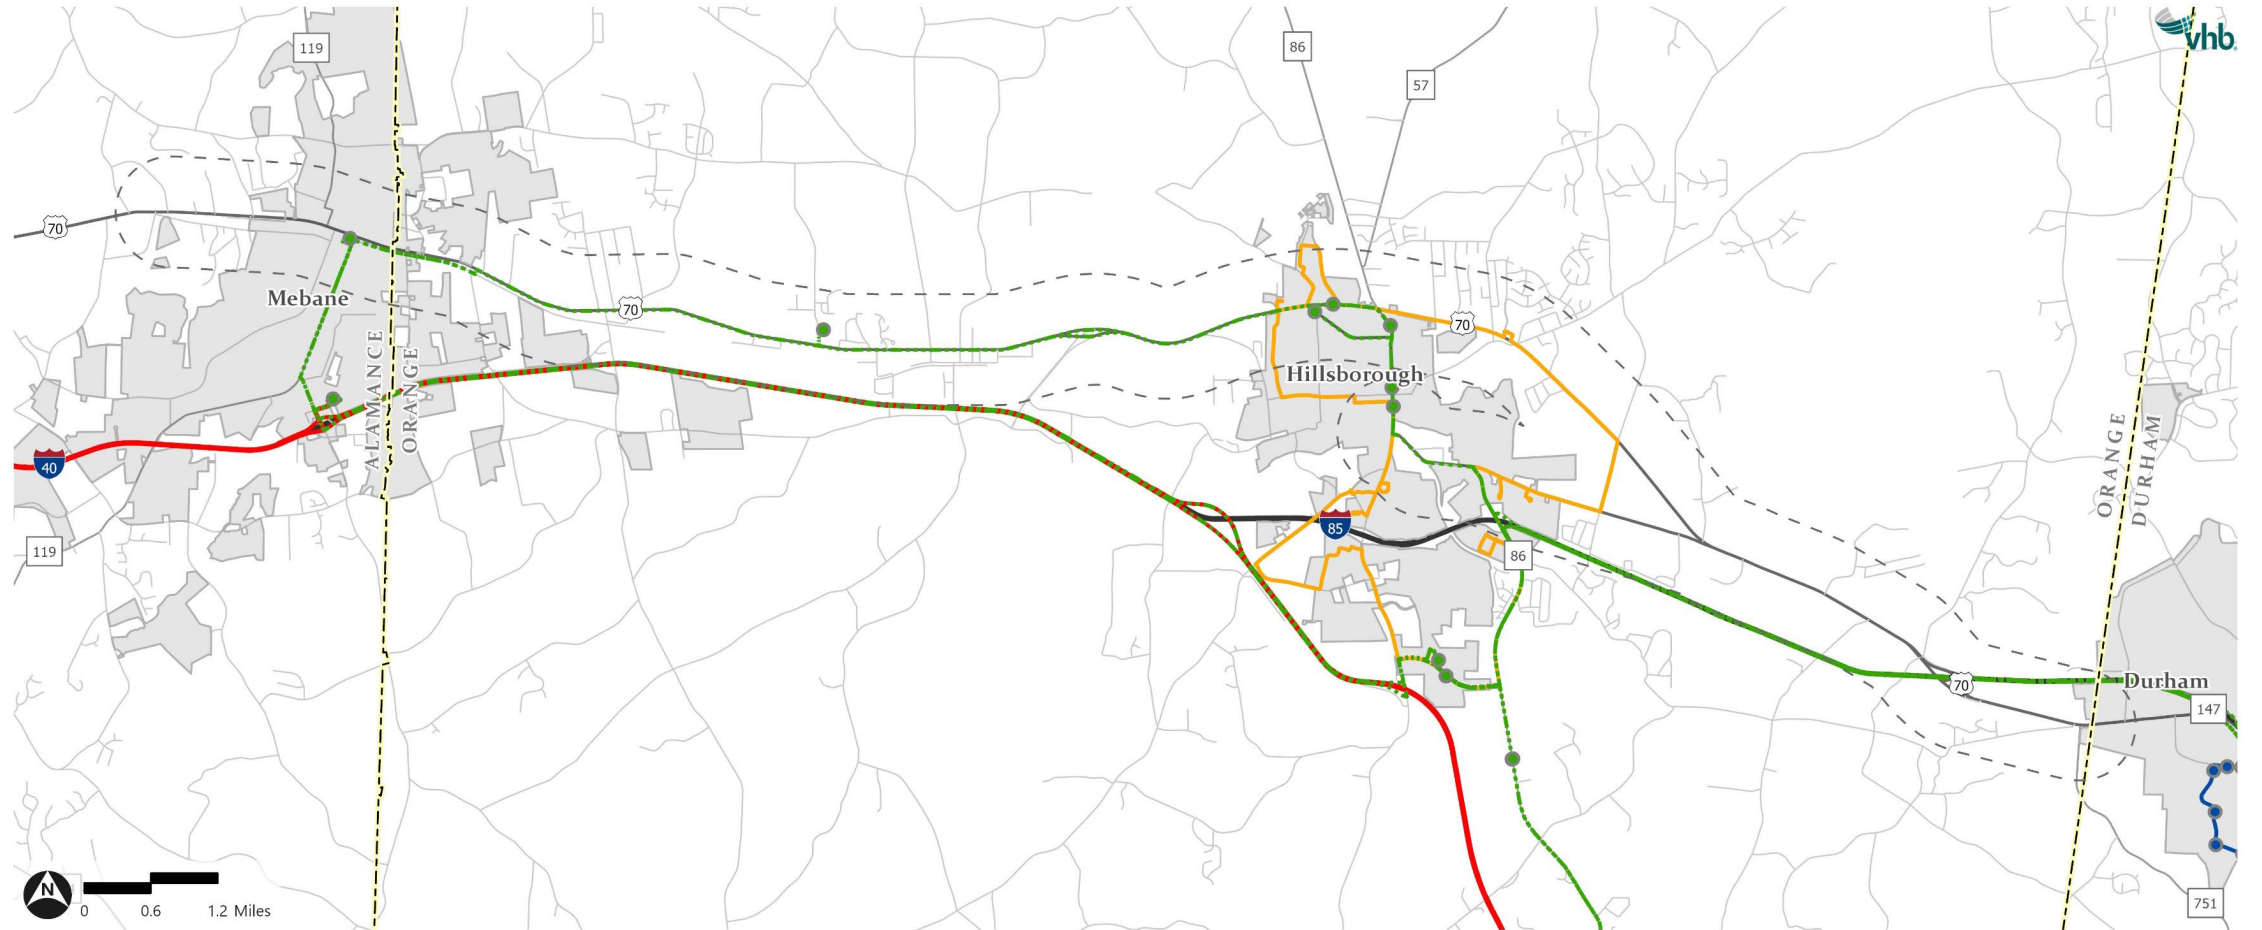 119
86
57
vhb
70
Mebane
70
70
ALAMANCE
ORANGE
Hillsborough
40
119
85
86
ORANGE
DURHAM
70
Durham
147
751
N
0 0.6 1.2 Miles